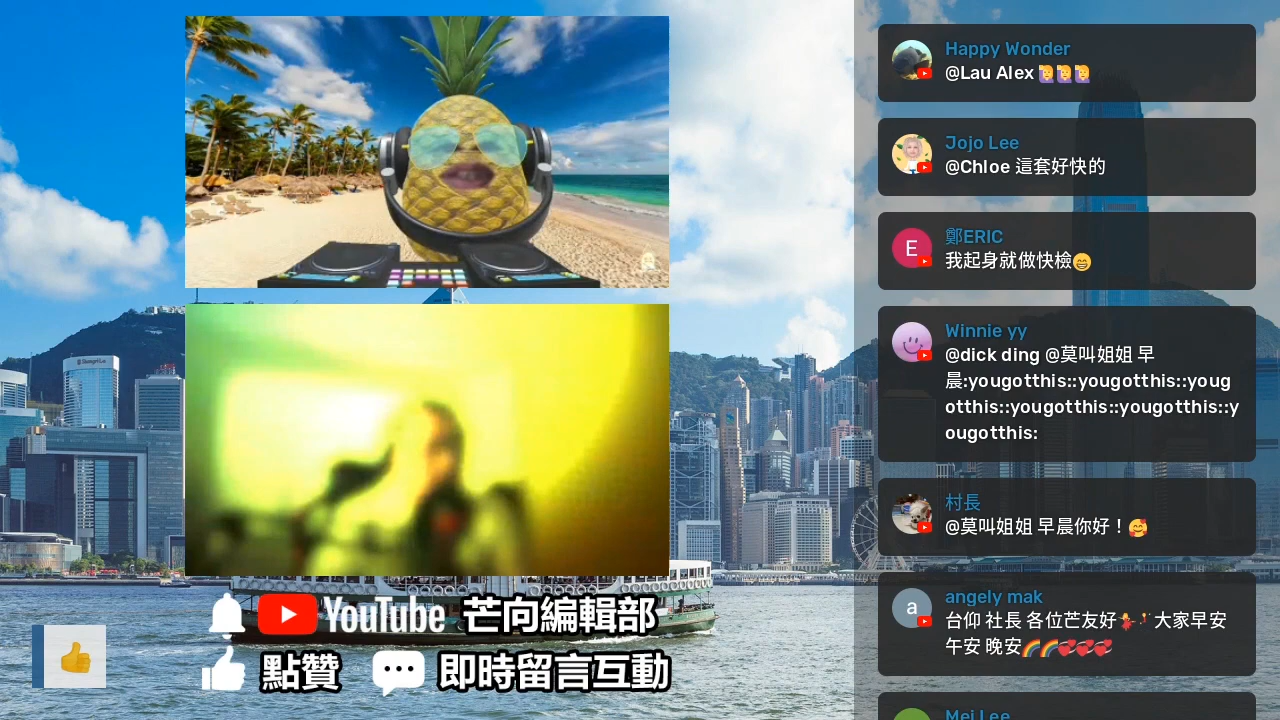 YouTube 芒向編輯部
點贊 即時留言互動
Happy Wonder
@Lau Alex 🙋‍♀️🙋‍♀️🙋‍♀️
Jojo Lee
@Chloe 這套好快的
鄭ERIC
E
我起身就做快檢😁
Winnie yy
@dick ding @莫叫姐姐 早
晨:yougotthis::yougotthis::youg
otthis::yougotthis::yougotthis::y
ougotthis:
村長
@莫叫姐姐 早晨你好！🥰
angely mak
a
台仰 社長 各位芒友好💃🕺🏻大家早安
午安 晚安🌈🌈💞💞💞
Mei Lee